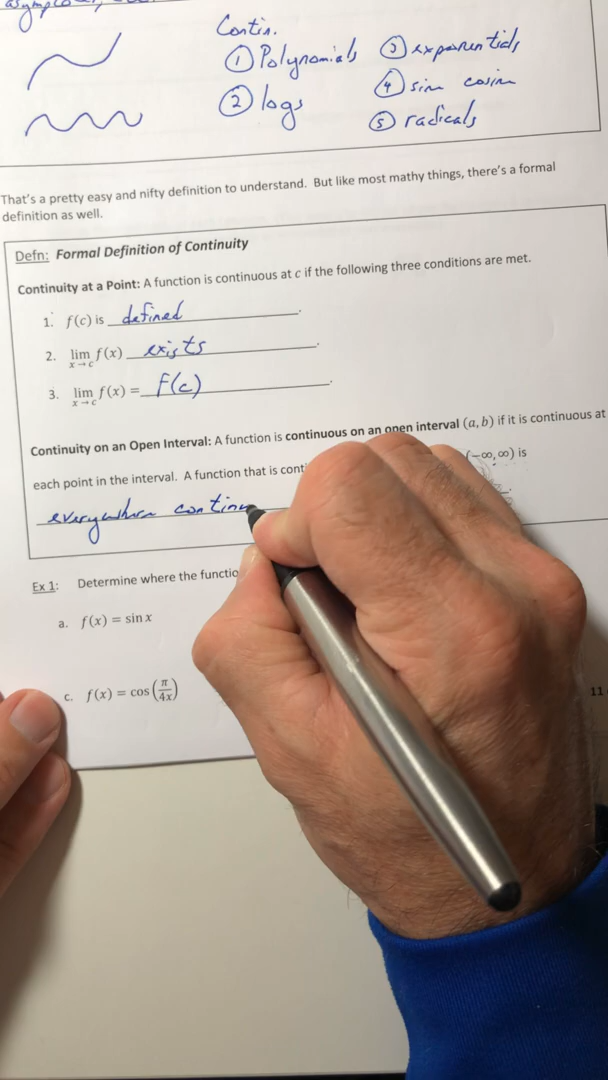 Contin.
① Polynomials ③ exponentials
② logs ④ sin cosin
⑤ radicals
That's a pretty easy and nifty definition to understand. But like most mathy things, there's a formal
definition as well.
Defn: Formal Definition of Continuity
Continuity at a Point: A function is continuous at c if the following three conditions are met.
1. f(c) is defined.
2. lim x→c f(x) exists.
3. lim x→c f(x) = f(c).
Continuity on an Open Interval: A function is continuous on an open interval (a, b) if it is continuous at
each point in the interval. A function that is cont (−∞, ∞) is
everywhere contin
Ex 1: Determine where the functio
a. f(x) = sin x
c. f(x) = cos(π/4x)
11